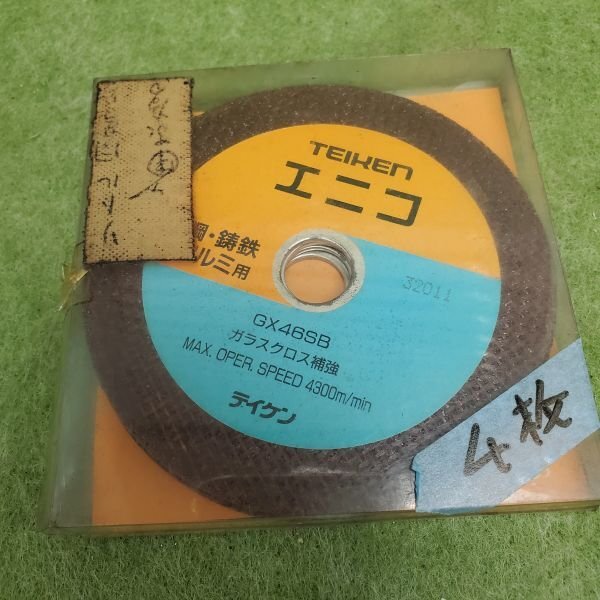 TEIKEN
エニコ
鋼・鋳鉄
ルミ用
32011
GX46SB
ガラスクロス補強
MAX. OPER. SPEED 4300m/min
テイケン
4枚